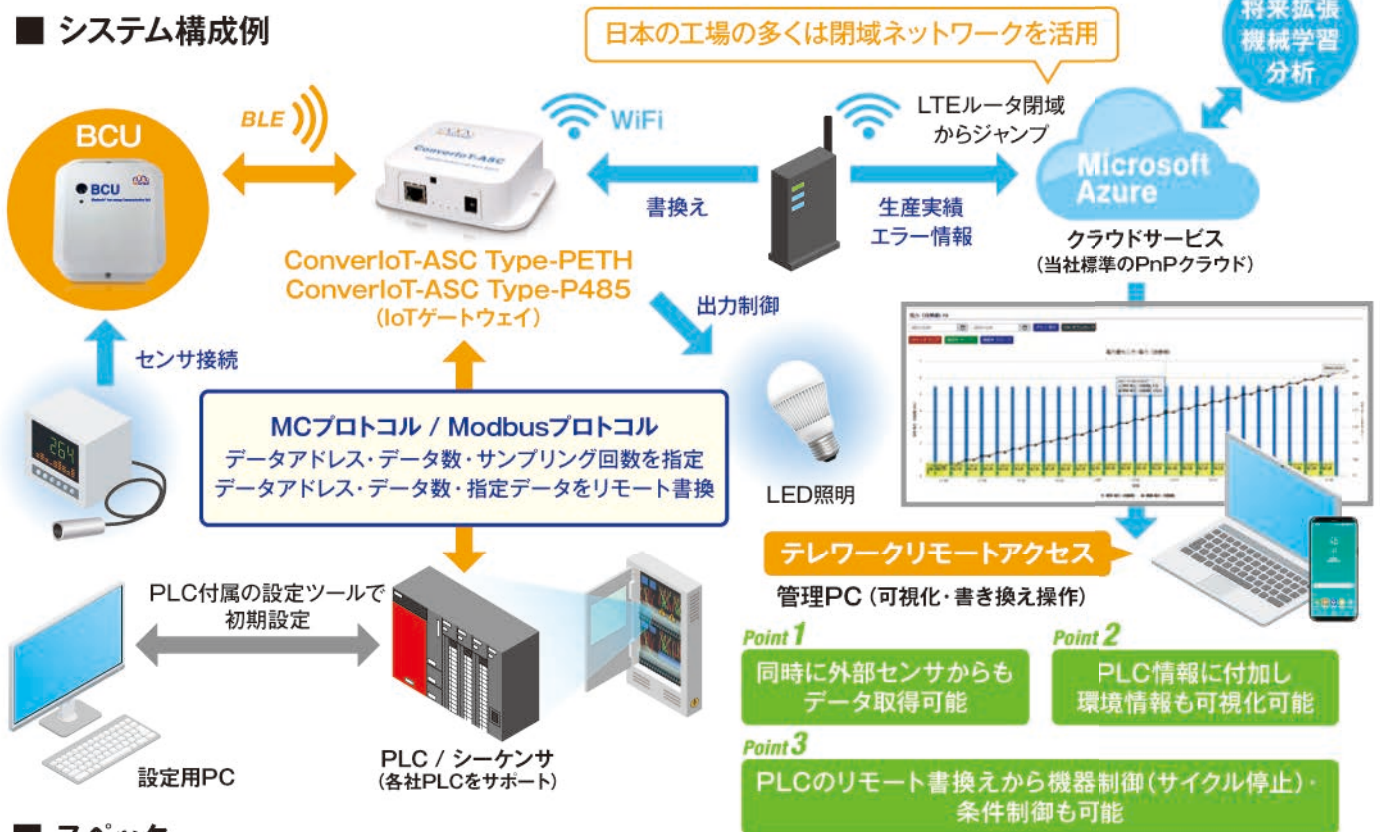 ■ システム構成例
日本の工場の多くは閉域ネットワークを活用
将来拡張
機械学習
分析
BCU
BLE
WiFi
LTEルータ閉域
からジャンプ
Microsoft
Azure
BCU
ConverIoT-ASC
書換え
生産実績
エラー情報
クラウドサービス
(当社標準のPnPクラウド)
ConverIoT-ASC Type-PETH
ConverIoT-ASC Type-P485
(IoTゲートウェイ)
出力制御
センサ接続
264
MCプロトコル / Modbusプロトコル
データアドレス・データ数・サンプリング回数を指定
データアドレス・データ数・指定データをリモート書換
LED照明
テレワークリモートアクセス
管理PC(可視化・書き換え操作)
PLC付属の設定ツールで
初期設定
設定用PC
PLC / シーケンサ
(各社PLCをサポート)
Point 1
同時に外部センサからも
データ取得可能
Point 2
PLC情報に付加し
環境情報も可視化可能
Point 3
PLCのリモート書換えから機器制御(サイクル停止)・
条件制御も可能
■ スペック